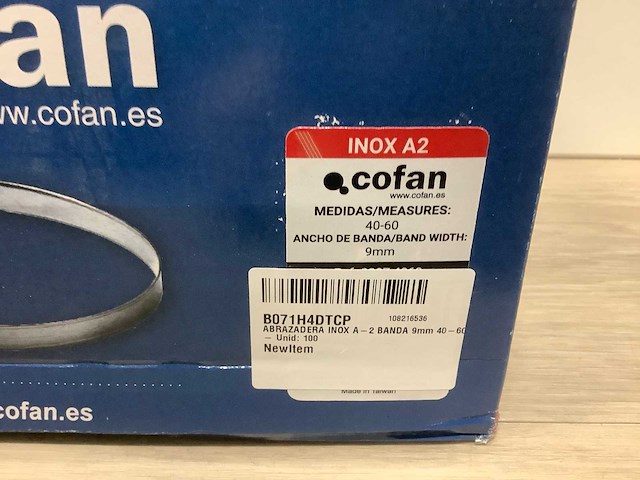 fan
www.cofan.es
INOX A2
cofan
www.cofan.es
MEDIDAS/MEASURES:
40-60
ANCHO DE BANDA/BAND WIDTH:
9mm
B071H4DTCP
108216536
ABRAZADERA INOX A-2 BANDA 9mm 40-60
- Unid: 100
NewItem
Made in Taiwan
cofan.es